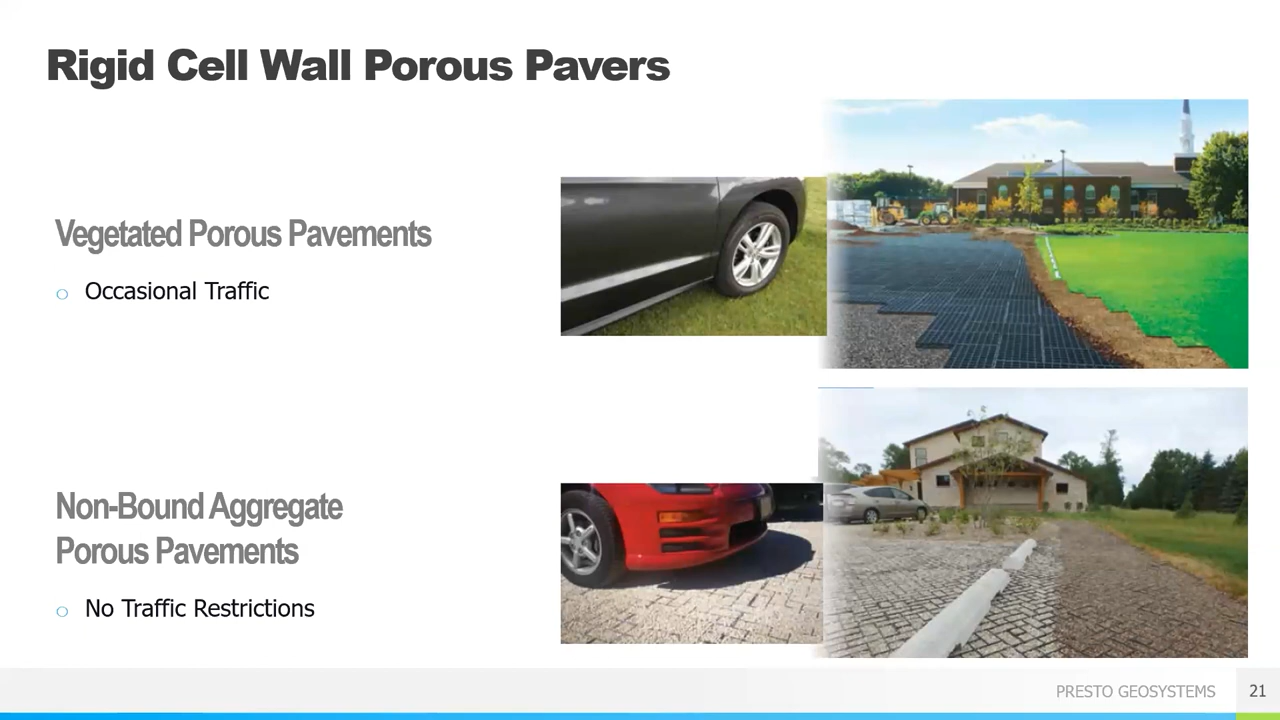 Rigid Cell Wall Porous Pavers
Vegetated Porous Pavements
Occasional Traffic
Non-Bound Aggregate
Porous Pavements
No Traffic Restrictions
PRESTO GEOSYSTEMS
21